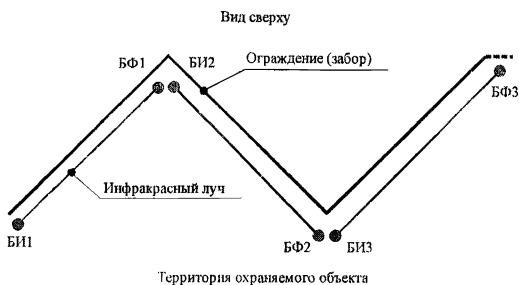 Вид сверху
БФ1
БИ2
Ограждение (забор)
БФ3
Инфракрасный луч
БИ1
БФ2
БИ3
Территория охраняемого объекта